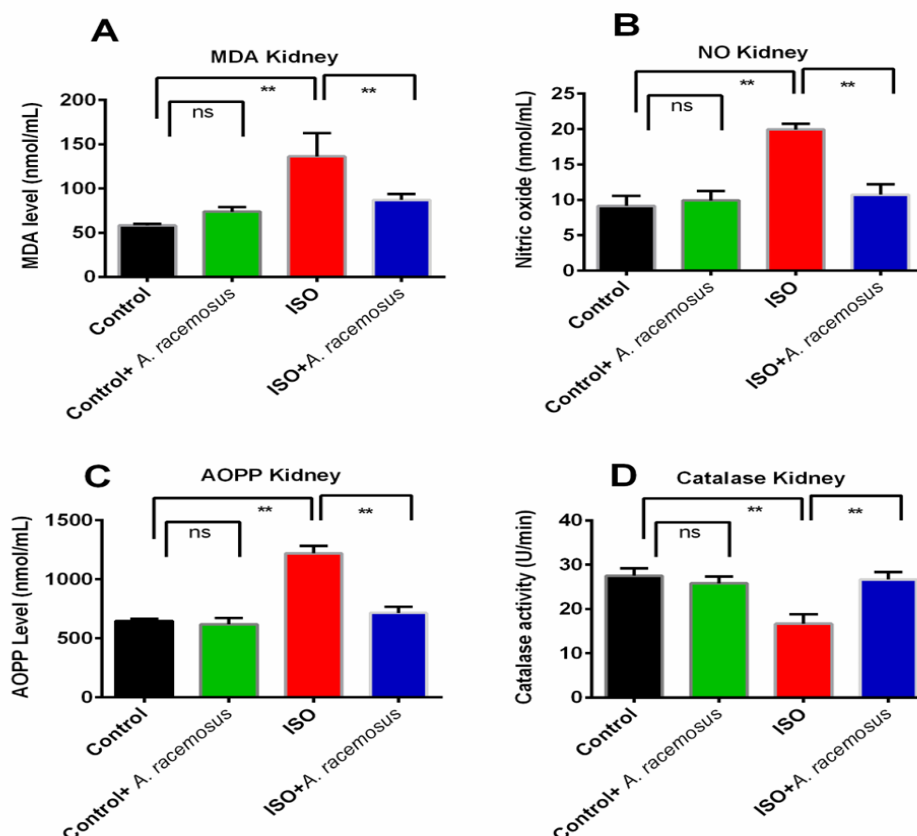 A
MDA Kidney
**
**
ns
MDA level (nmol/mL)
200
150
100
50
0
Control
Control+ A. racemosus
ISO
ISO+A. racemosus
B
NO Kidney
**
**
ns
Nitric oxide (nmol/mL)
25
20
15
10
5
0
Control
Control+ A. racemosus
ISO
ISO+A. racemosus
C
AOPP Kidney
**
**
ns
AOPP Level (nmol/mL)
1500
1000
500
0
Control
Control+ A. racemosus
ISO
ISO+A. racemosus
D
Catalase Kidney
**
**
ns
Catalase activity (U/min)
40
30
20
10
0
Control
Control+ A. racemosus
ISO
ISO+A. racemosus